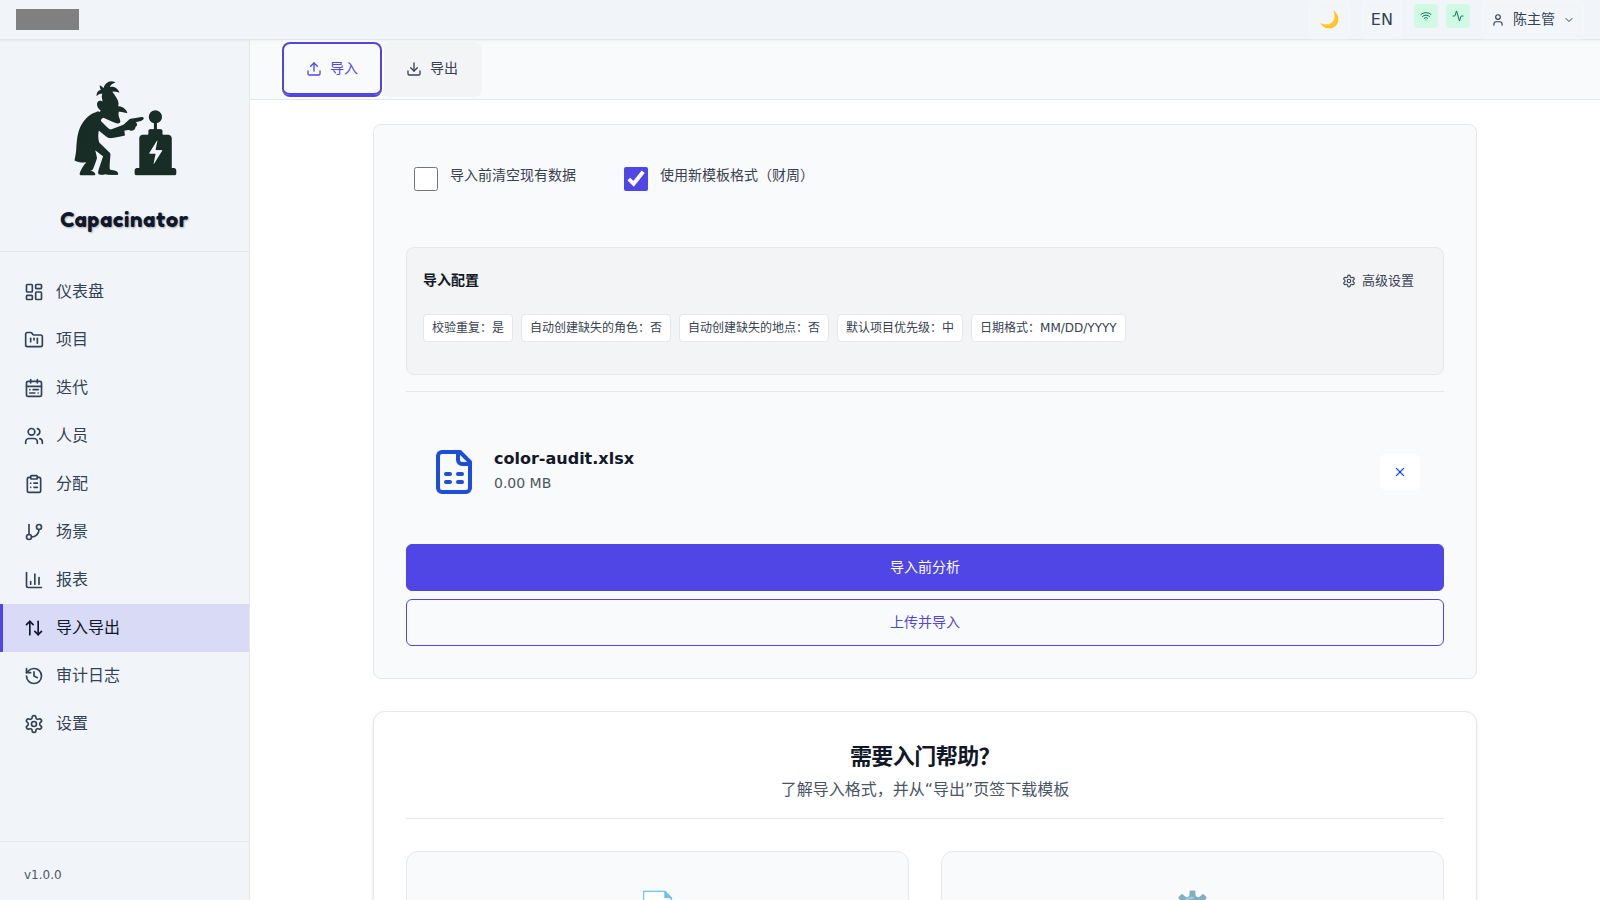 EN
陈主管
Capacinator
仪表盘
项目
迭代
人员
分配
场景
报表
导入导出
审计日志
设置
v1.0.0
导入
导出
导入前清空现有数据
使用新模板格式（财周）
导入配置
高级设置
校验重复：是
自动创建缺失的角色：否
自动创建缺失的地点：否
默认项目优先级：中
日期格式：MM/DD/YYYY
color-audit.xlsx
0.00 MB
导入前分析
上传并导入
需要入门帮助？
了解导入格式，并从“导出”页签下载模板